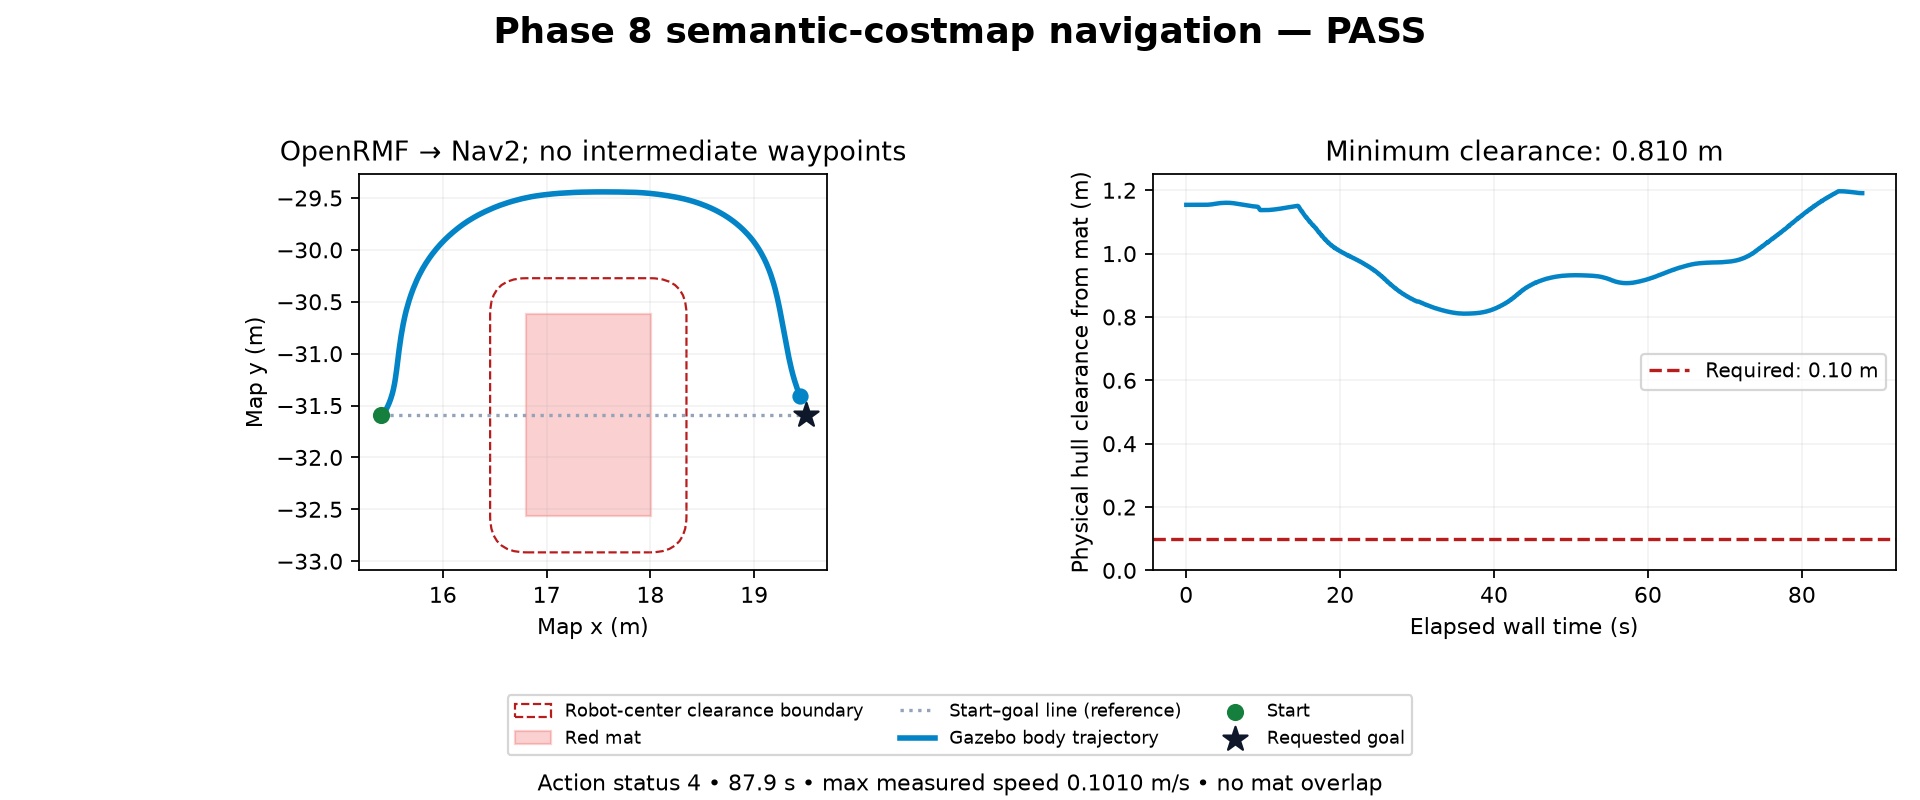 Phase 8 semantic-costmap navigation — PASS
OpenRMF → Nav2; no intermediate waypoints
Map y (m)
−29.5
−30.0
−30.5
−31.0
−31.5
−32.0
−32.5
−33.0
16 17 18 19
Map x (m)
Minimum clearance: 0.810 m
Physical hull clearance from mat (m)
1.2
1.0
0.8
0.6
0.4
0.2
0.0
Required: 0.10 m
0 20 40 60 80
Elapsed wall time (s)
Robot-center clearance boundary Start–goal line (reference) Start
Red mat Gazebo body trajectory Requested goal
Action status 4 • 87.9 s • max measured speed 0.1010 m/s • no mat overlap